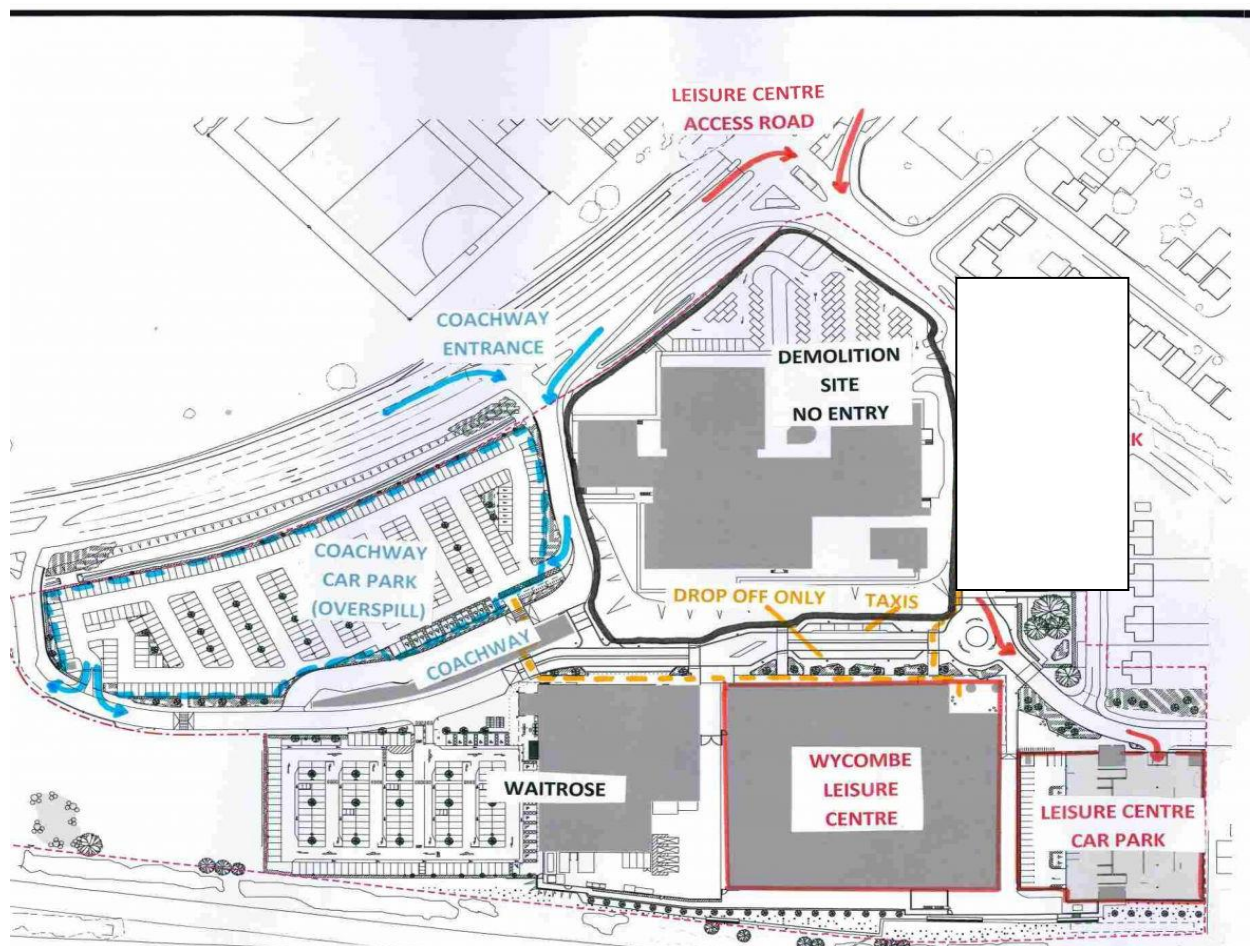 LEISURE CENTRE
ACCESS ROAD
COACHWAY
ENTRANCE
DEMOLITION
SITE
NO ENTRY
K
COACHWAY
CAR PARK
(OVERSPILL)
DROP OFF ONLY
TAXIS
COACHWAY
WAITROSE
WYCOMBE
LEISURE
CENTRE
LEISURE CENTRE
CAR PARK